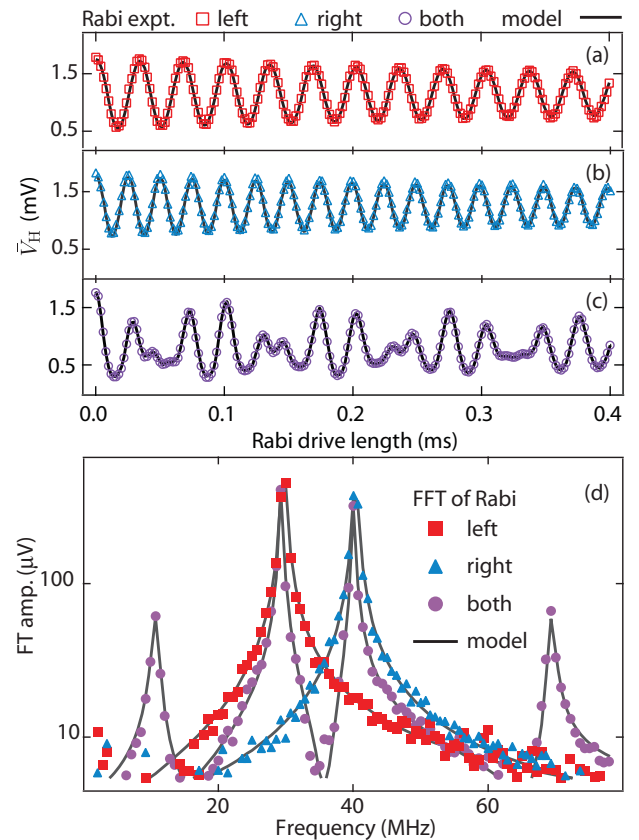 Rabi expt. left right both model
(a)
1.5
0.5
(b)
1.5
0.5
V̄H (mV)
(c)
1.5
0.5
0.0 0.1 0.2 0.3 0.4
Rabi drive length (ms)
(d)
FFT of Rabi
left
right
both
model
FT amp. (μV)
100
10
20 40 60
Frequency (MHz)